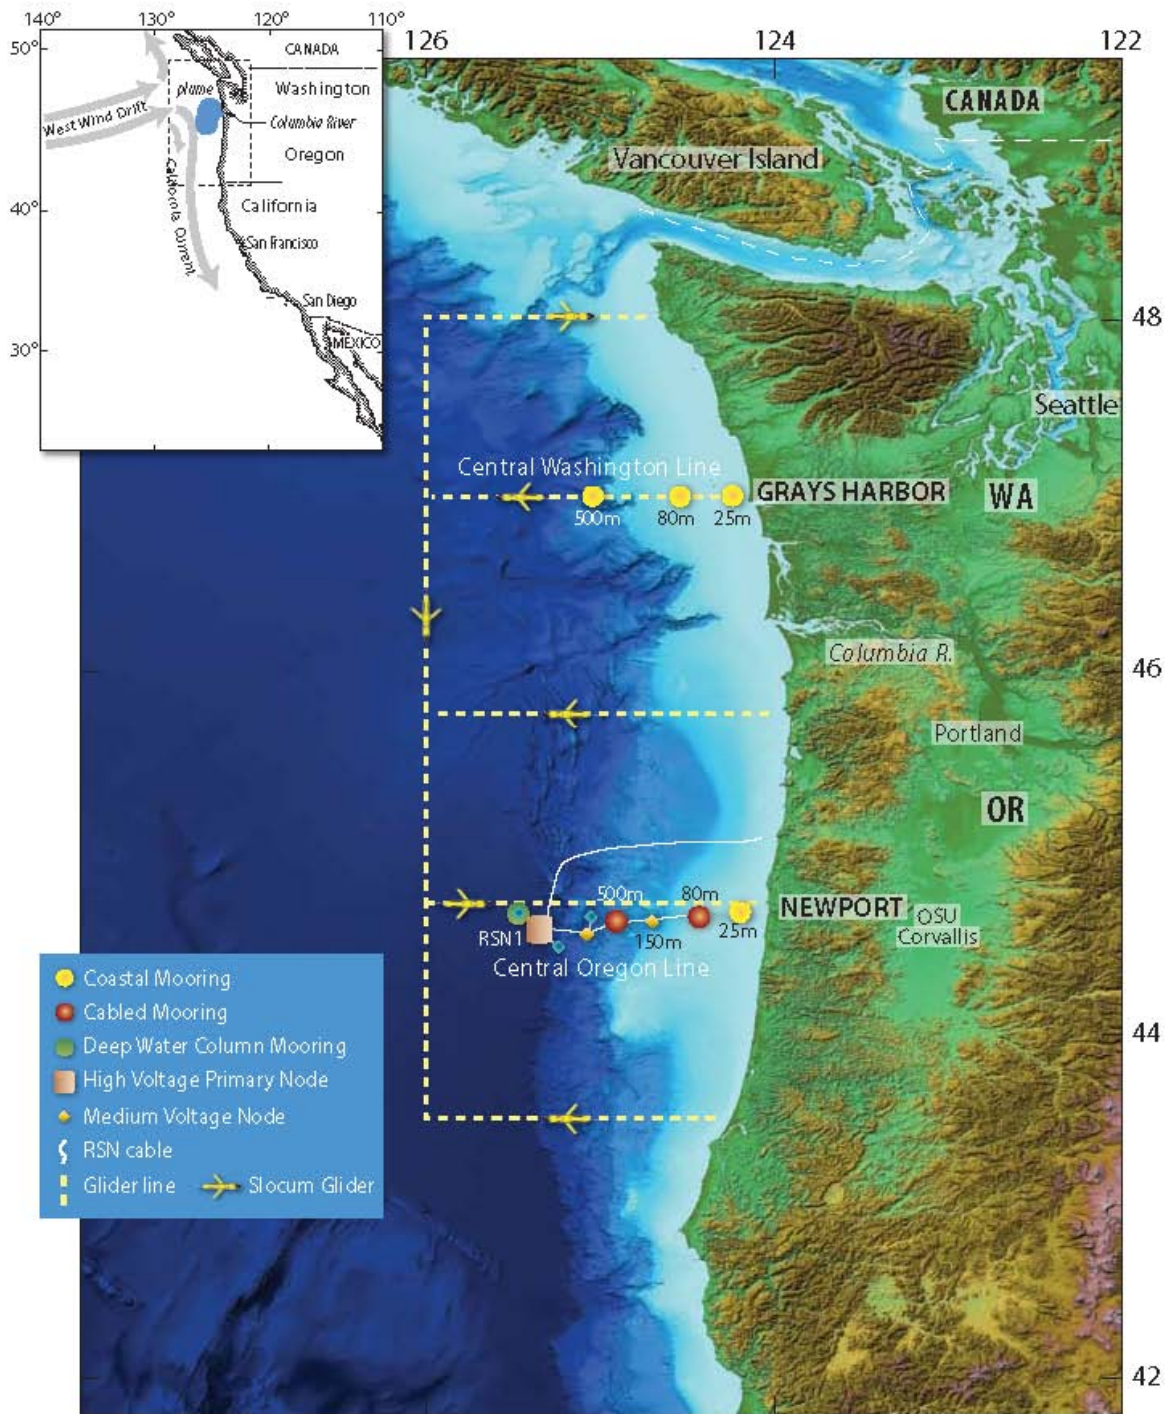 140°
130°
120°
110°
50°
40°
30°
CANADA
Washington
plume
West Wind Drift
Columbia River
Oregon
California Current
California
San Francisco
San Diego
MEXICO
126
124
122
CANADA
Vancouver Island
48
Seattle
Central Washington Line
GRAYS HARBOR
WA
500m
80m
25m
Columbia R.
46
Portland
OR
500m
80m
NEWPORT
OSU
Corvallis
RSN1
150m
25m
Central Oregon Line
44
Coastal Mooring
Cabled Mooring
Deep Water Column Mooring
High Voltage Primary Node
Medium Voltage Node
RSN cable
Glider line
Slocum Glider
42